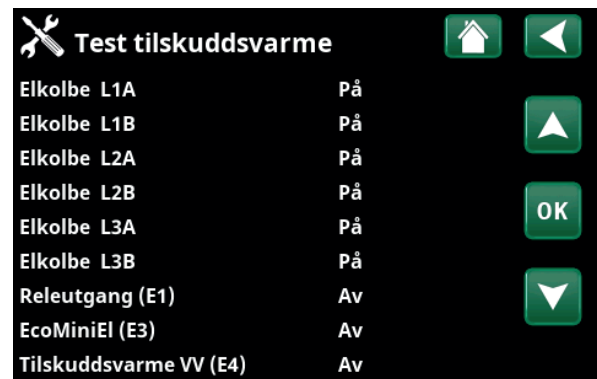 Test tilskuddsvarme
Elkolbe L1A På
Elkolbe L1B På
Elkolbe L2A På
Elkolbe L2B På
OK
Elkolbe L3A På
Elkolbe L3B På
Releutgang (E1) Av
EcoMiniEl (E3) Av
Tilskuddsvarme VV (E4) Av